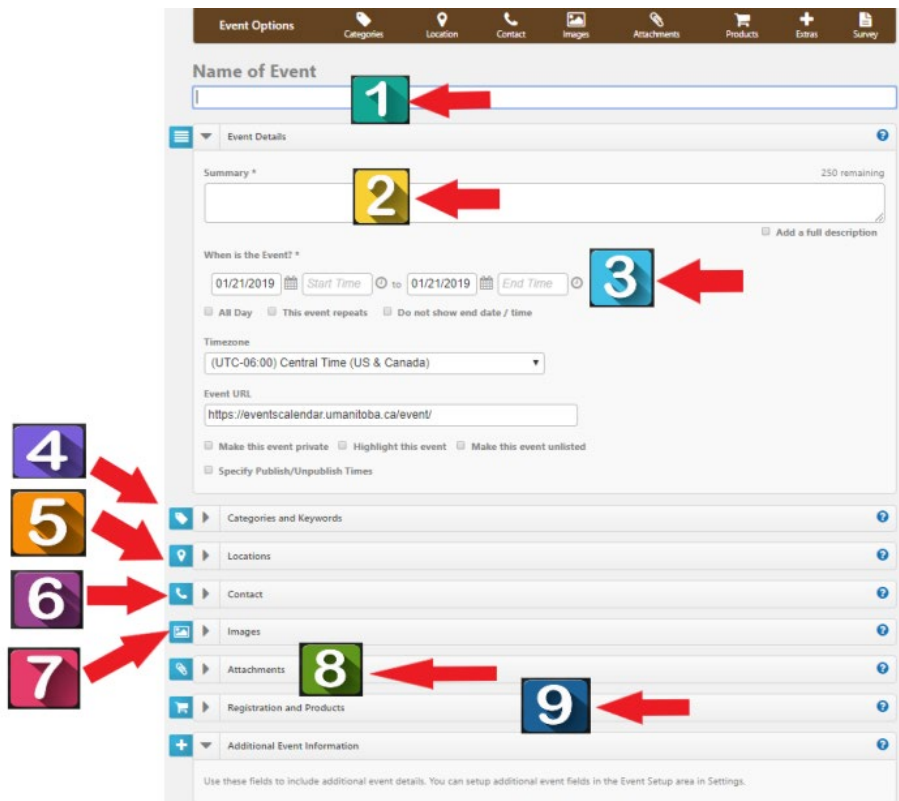 Event Options
Categories
Location
Contact
Images
Attachments
Products
Extras
Survey
Name of Event
1
Event Details
Summary *
250 remaining
2
Add a full description
When is the Event? *
3
01/21/2019 Start Time to 01/21/2019 End Time
All Day This event repeats Do not show end date / time
Timezone
(UTC-06:00) Central Time (US & Canada)
Event URL
https://eventscalendar.umanitoba.ca/event/
Make this event private Highlight this event Make this event unlisted
Specify Publish/Unpublish Times
4
Categories and Keywords
5
Locations
6
Contact
7
Images
Attachments
8
Registration and Products
9
Additional Event Information
Use these fields to include additional event details. You can setup additional event fields in the Event Setup area in Settings.